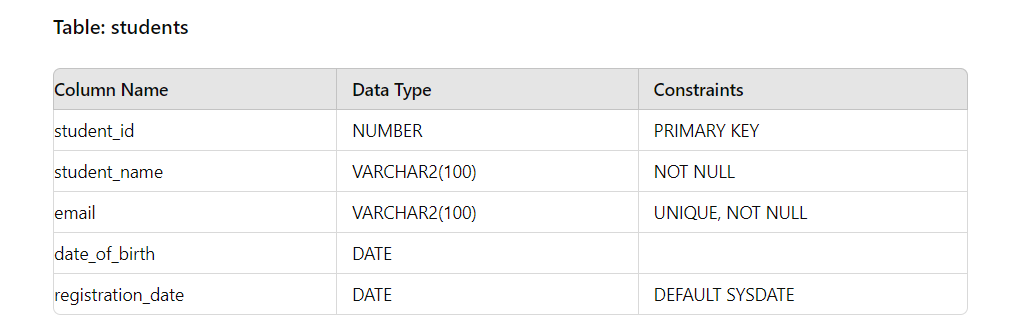 Table: students
Column Name Data Type Constraints
student_id NUMBER PRIMARY KEY
student_name VARCHAR2(100) NOT NULL
email VARCHAR2(100) UNIQUE, NOT NULL
date_of_birth DATE
registration_date DATE DEFAULT SYSDATE